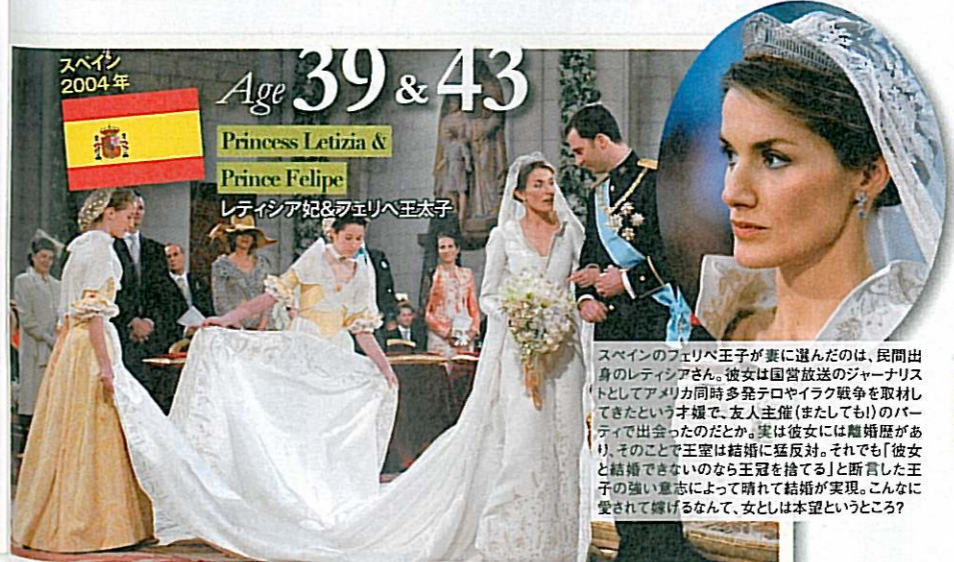 スペイン
2004年
Age 39 & 43
Princess Letizia &
Prince Felipe
レティシア妃&フェリペ王太子
スペインのフェリペ王子が妻に選んだのは、民間出
身のレティシアさん。彼女は国営放送のジャーナリス
トとしてアメリカ同時多発テロやイラク戦争を取材し
てきたという才媛で、友人主催(またしても!)のパー
ティで出会ったのだとか。実は彼女には離婚歴があ
り、そのことで王室は結婚に猛反対。それでも「彼女
と結婚できないのなら王冠を捨てる」と断言した王
子の強い意志によって晴れて結婚が実現。こんなに
愛されて嫁げるなんて、女としは本望というところ?